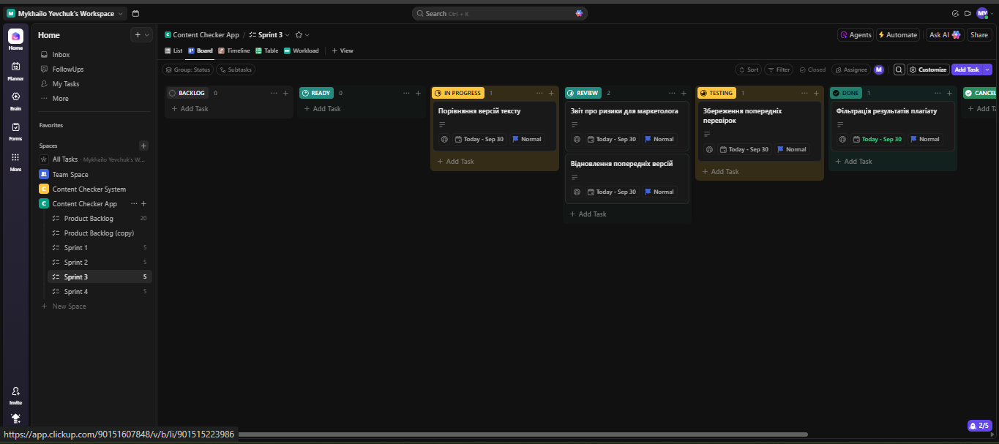 M Mykhailo Yevchuk's Workspace
Search Ctrl + K
MY
Home
Planner
Brain
Forms
More
Invite
Home
Inbox
FollowUps
My Tasks
More
Favorites
Spaces
All Tasks · Mykhailo Yevchuk's W...
Team Space
C Content Checker System
C Content Checker App
Product Backlog 20
Product Backlog (copy)
Sprint 1 5
Sprint 2 5
Sprint 3 5
Sprint 4 5
New Space
C Content Checker App / Sprint 3
Agents Automate Ask AI Share
List Board Timeline Table Workload + View
Group: Status Subtasks
Sort Filter Closed Assignee M Customize Add Task
BACKLOG 0
+ Add Task
READY 0
+ Add Task
IN PROGRESS 1
Порівняння версій тексту
Today - Sep 30 Normal
+ Add Task
REVIEW 2
Звіт про ризики для маркетолога
Today - Sep 30 Normal
Відновлення попередніх версій
Today - Sep 30 Normal
+ Add Task
TESTING 1
Збереження попередніх
перевірок
Today - Sep 30 Normal
+ Add Task
DONE 1
Фільтрація результатів плагіату
Today - Sep 30 Normal
+ Add Task
CANCEL
+ Add Ta
2/5
https://app.clickup.com/90151607848/v/b/li/901515223986